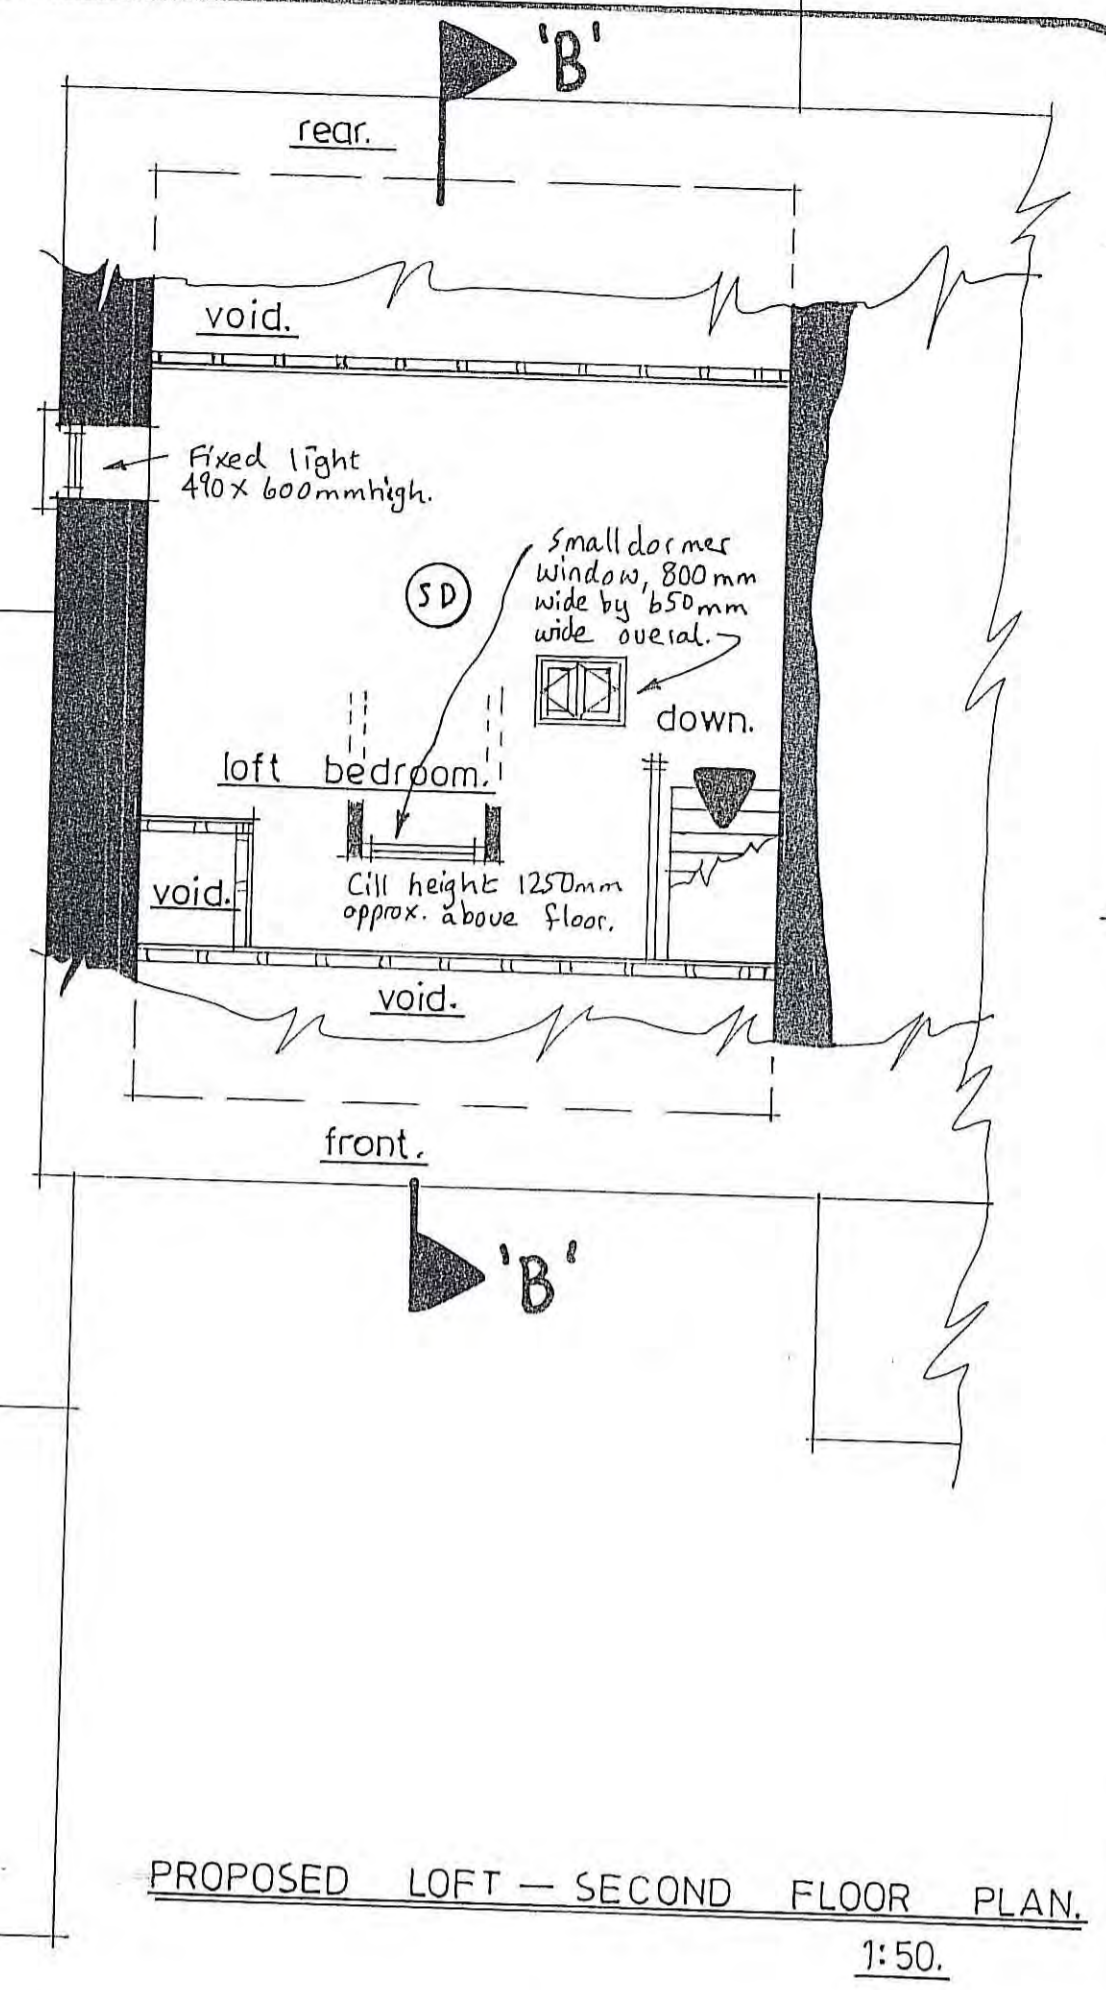 'B'
rear.
void.
Fixed light
490 x 600mm high.
Small dormer
window, 800mm
wide by 650mm
wide overal.
SD
down.
loft bedroom.
void.
Cill height 1250mm
approx. above floor.
void.
front.
'B'
PROPOSED LOFT — SECOND FLOOR PLAN.
1:50.